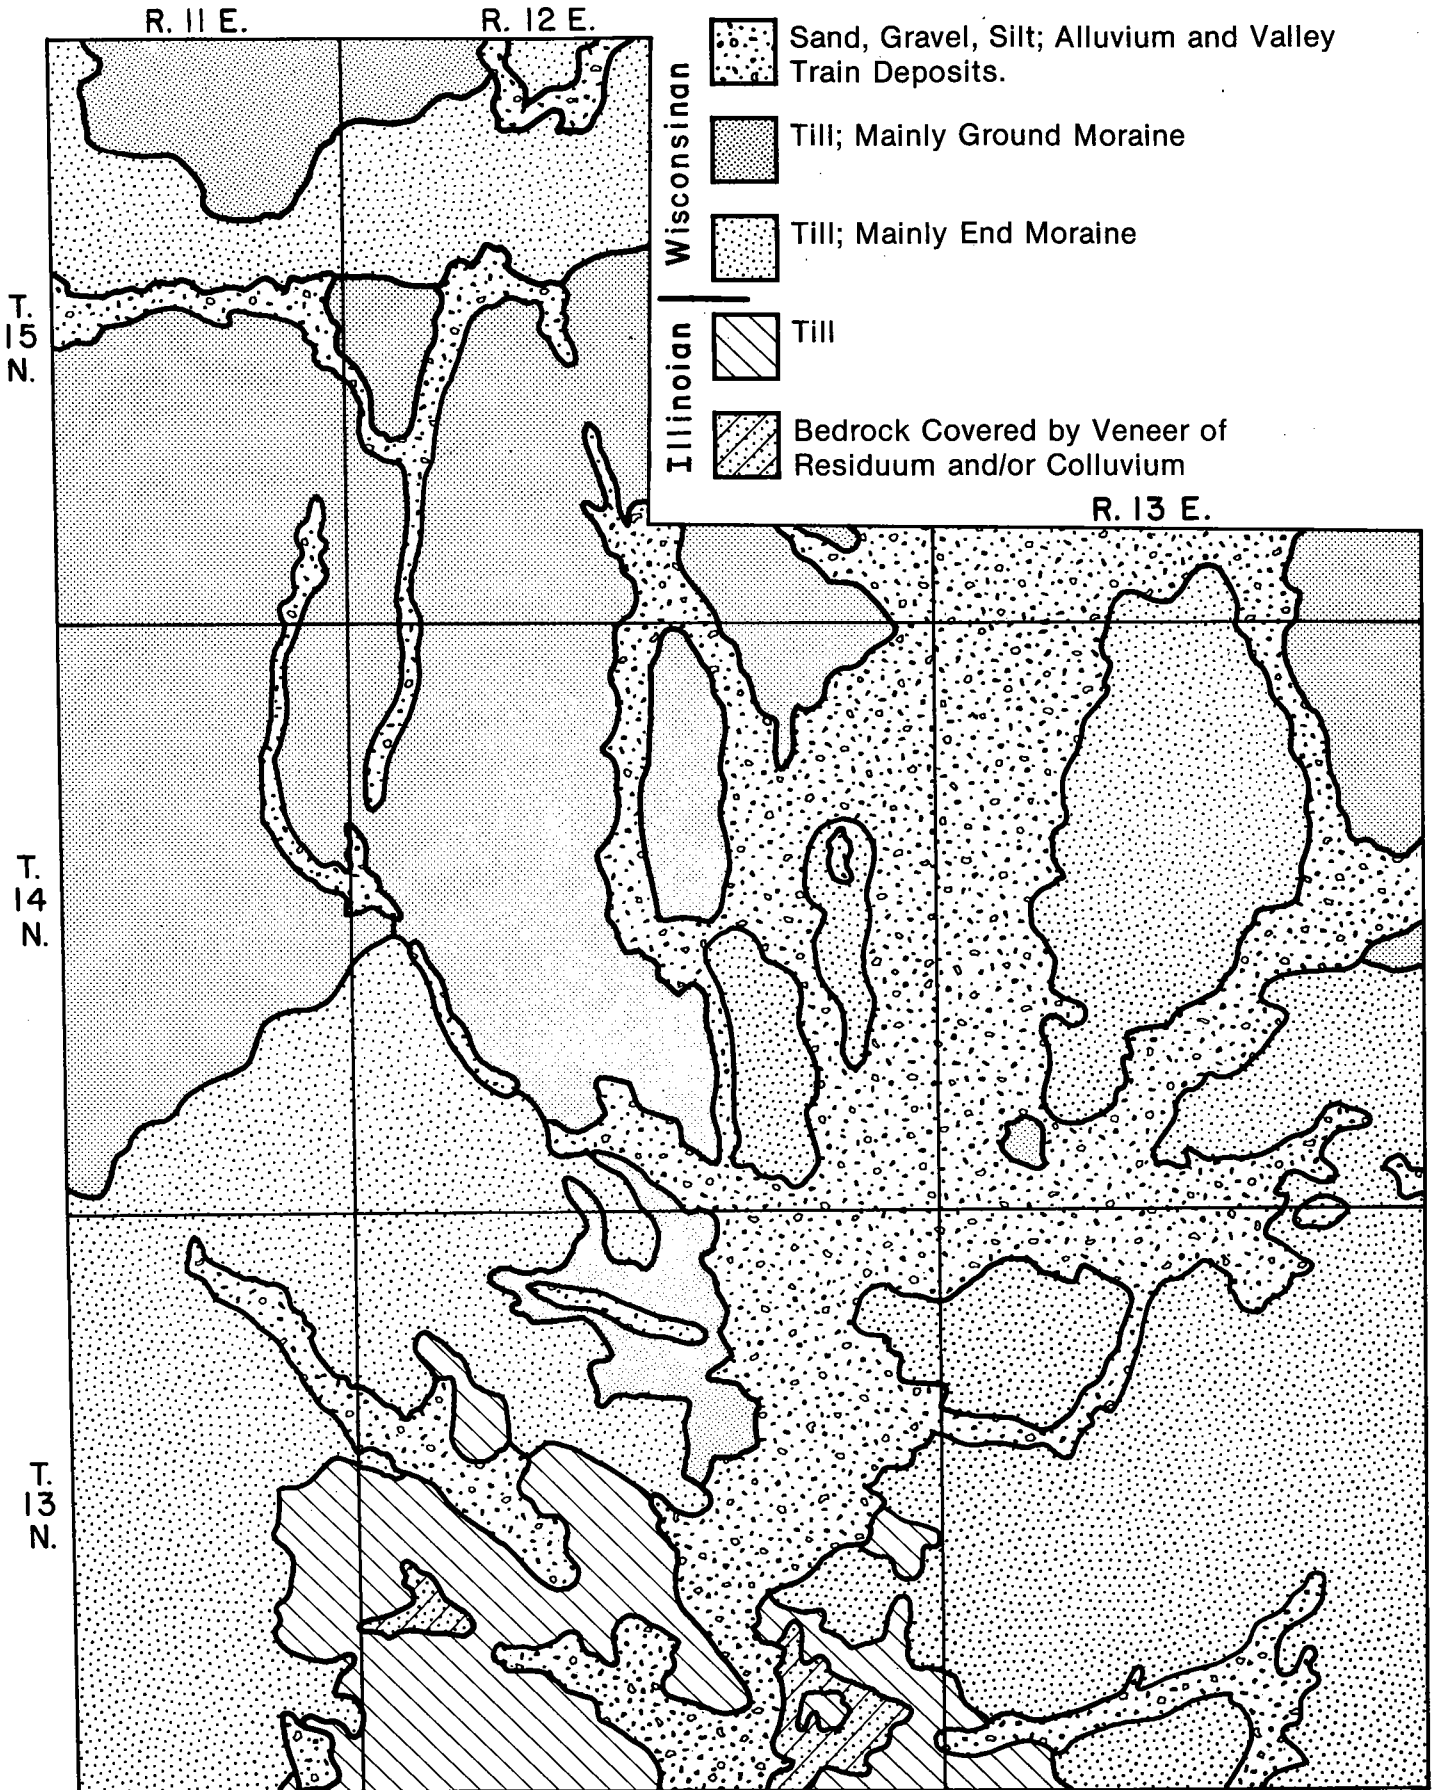 R. 11 E.
R. 12 E.
Wisconsinan
Sand, Gravel, Silt; Alluvium and Valley
Train Deposits.
Till; Mainly Ground Moraine
Till; Mainly End Moraine
Illinoian
Till
Bedrock Covered by Veneer of
Residuum and/or Colluvium
R. 13 E.
T.
15
N.
T.
14
N.
T.
13
N.